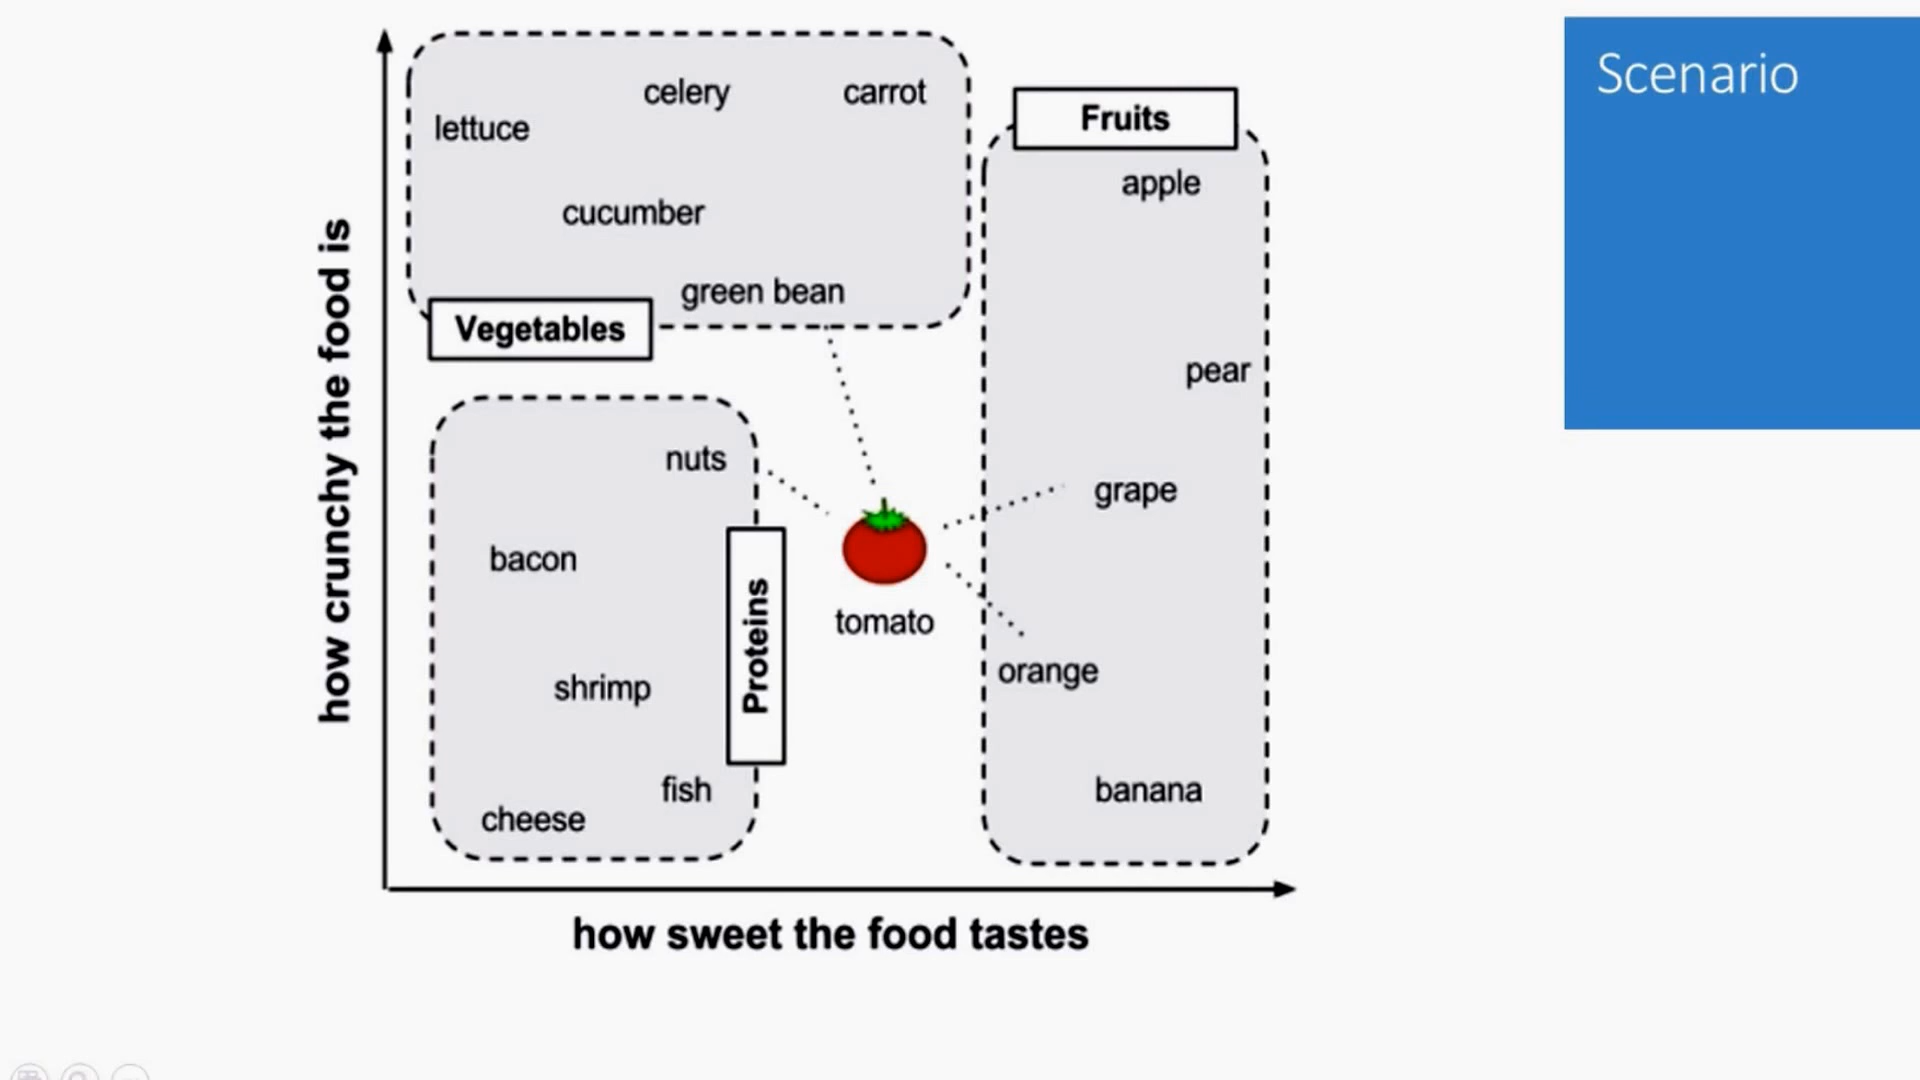 Scenario
how crunchy the food is
celery
carrot
lettuce
cucumber
green bean
Vegetables
Fruits
apple
pear
grape
orange
banana
nuts
bacon
shrimp
fish
cheese
Proteins
tomato
how sweet the food tastes